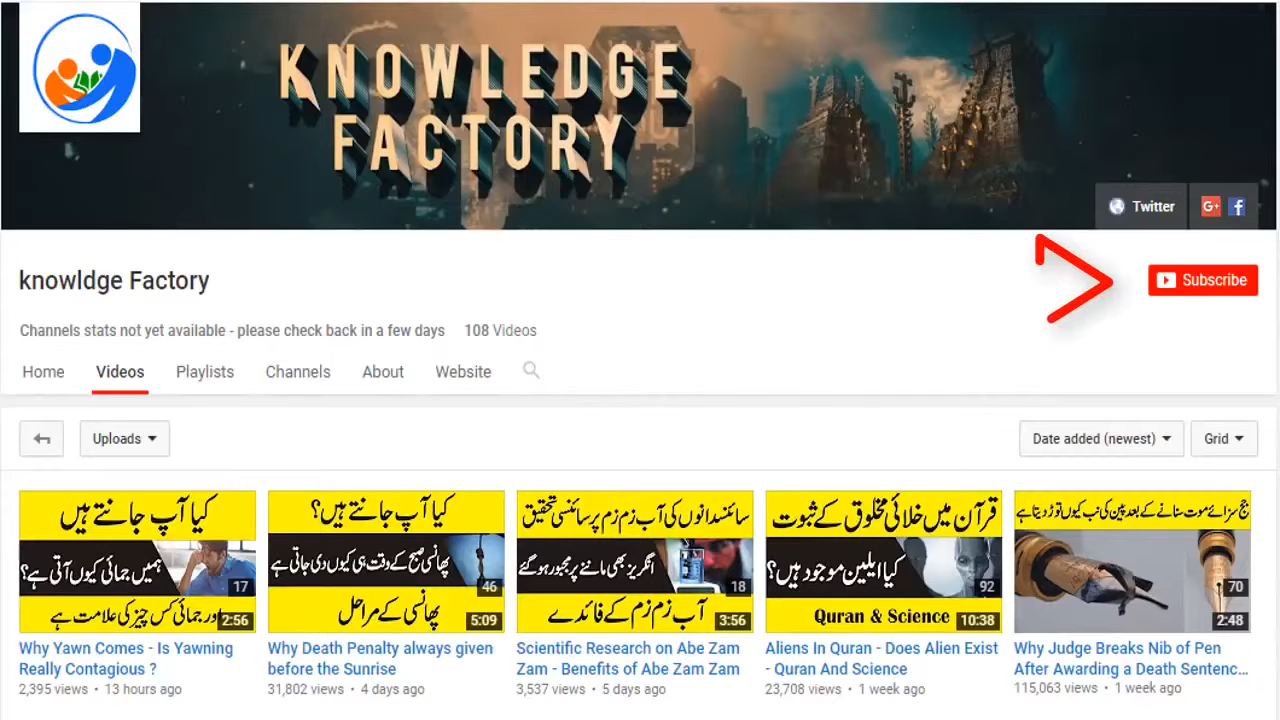 KNOWLEDGE
FACTORY
Twitter
G+ f
knowldge Factory
Subscribe
Channels stats not yet available - please check back in a few days 108 Videos
Home Videos Playlists Channels About Website
Uploads
Date added (newest) Grid
کیا آپ جانتے ہیں
ہمیں جمائی کیوں آتی ہے؟
17
اور جمائی کس چیز کی علامت ہے
2:56
Why Yawn Comes - Is Yawning
Really Contagious ?
2,395 views • 13 hours ago
کیا آپ جانتے ہیں؟
پھانسی صبح کے وقت ہی کیوں دی جاتی ہے
46
پھانسی کے مراحل
5:09
Why Death Penalty always given
before the Sunrise
31,802 views • 4 days ago
سائنسدانوں کی آب زم زم پر سائنسی تحقیق
انگریز بھی ماننے پر مجبور ہو گئے
18
آب زم زم کے فائدے
3:56
Scientific Research on Abe Zam
Zam - Benefits of Abe Zam Zam
3,537 views • 5 days ago
قرآن میں خلائی مخلوق کے ثبوت
کیا ایلین موجود ہیں؟
92
Quran & Science
10:38
Aliens In Quran - Does Alien Exist
- Quran And Science
23,708 views • 1 week ago
جج سزائے موت سنانے کے بعد پین کی نب کیوں توڑ دیتا ہے
70
2:48
Why Judge Breaks Nib of Pen
After Awarding a Death Sentenc...
115,063 views • 1 week ago